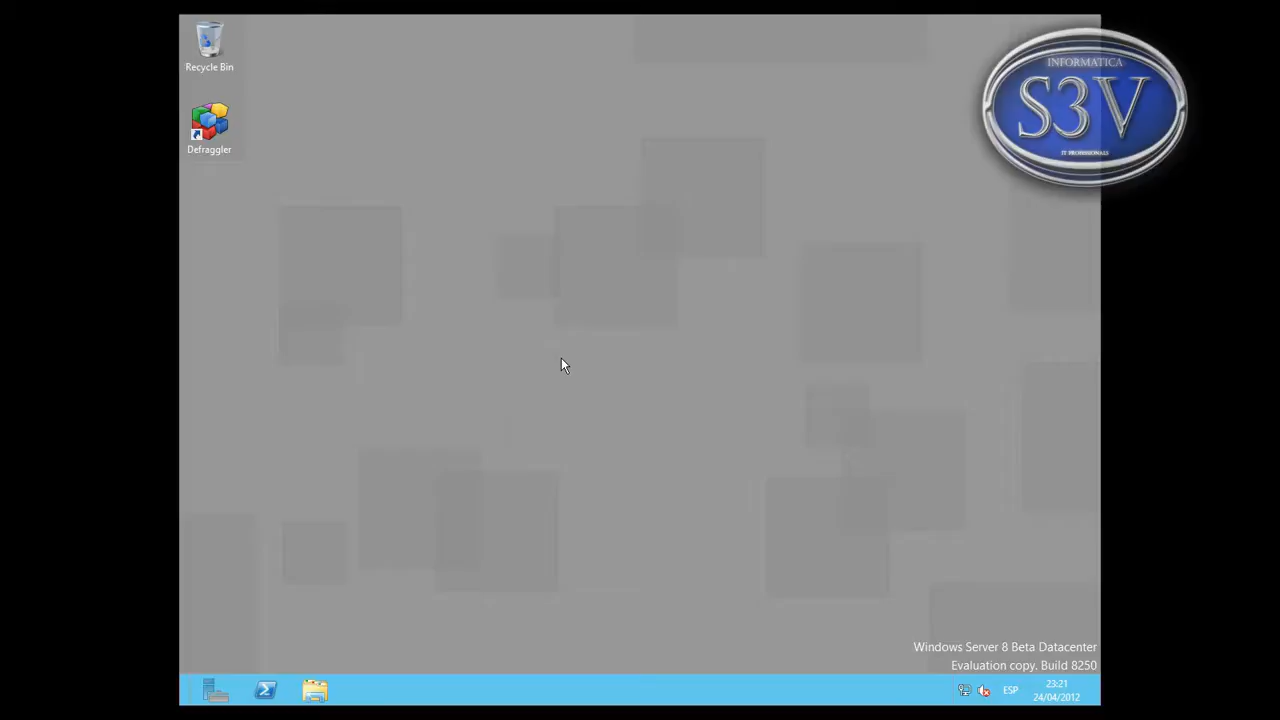 Recycle Bin
Defraggler
INFORMATICA
S3V
IT PROFESSIONALS
Windows Server 8 Beta Datacenter
Evaluation copy. Build 8250
ESP
23:21
24/04/2012